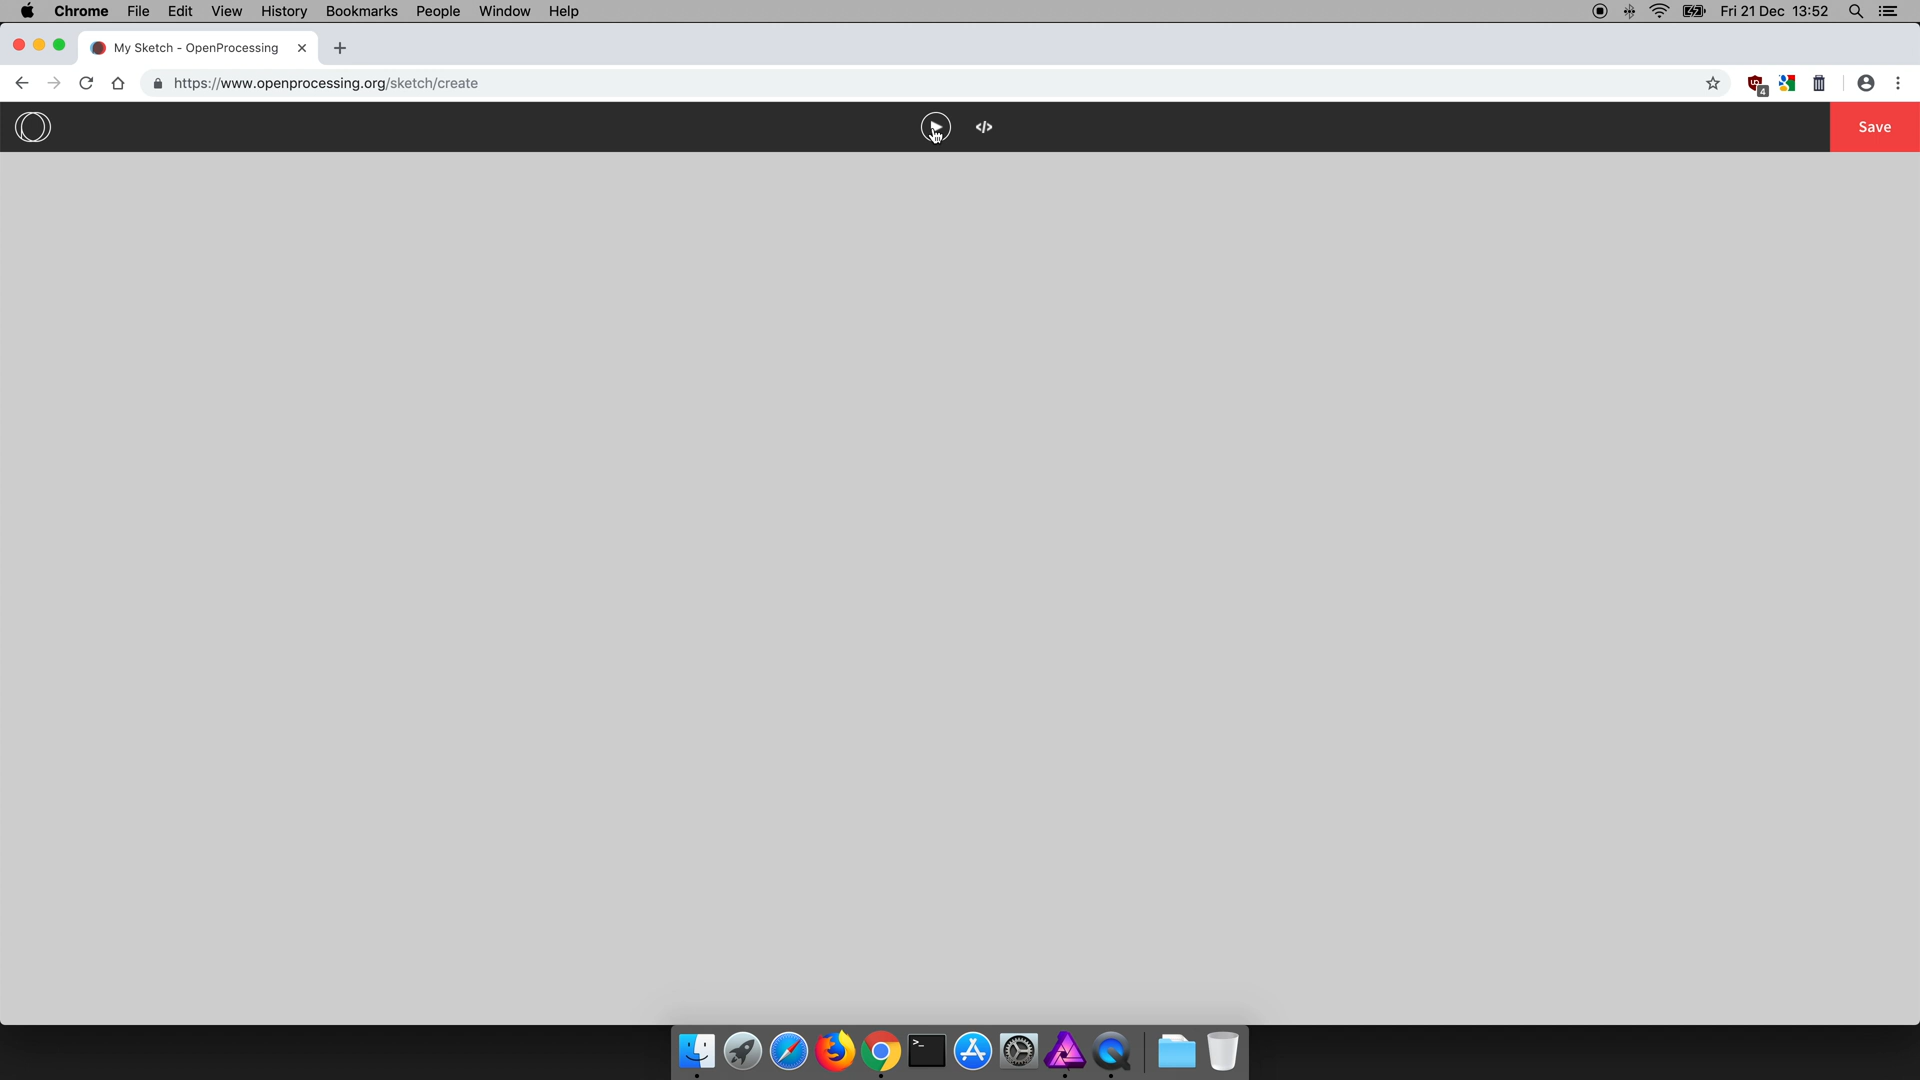 Chrome File Edit View History Bookmarks People Window Help Fri 21 Dec 13:52
My Sketch - OpenProcessing
https://www.openprocessing.org/sketch/create
4
</> Save
>_